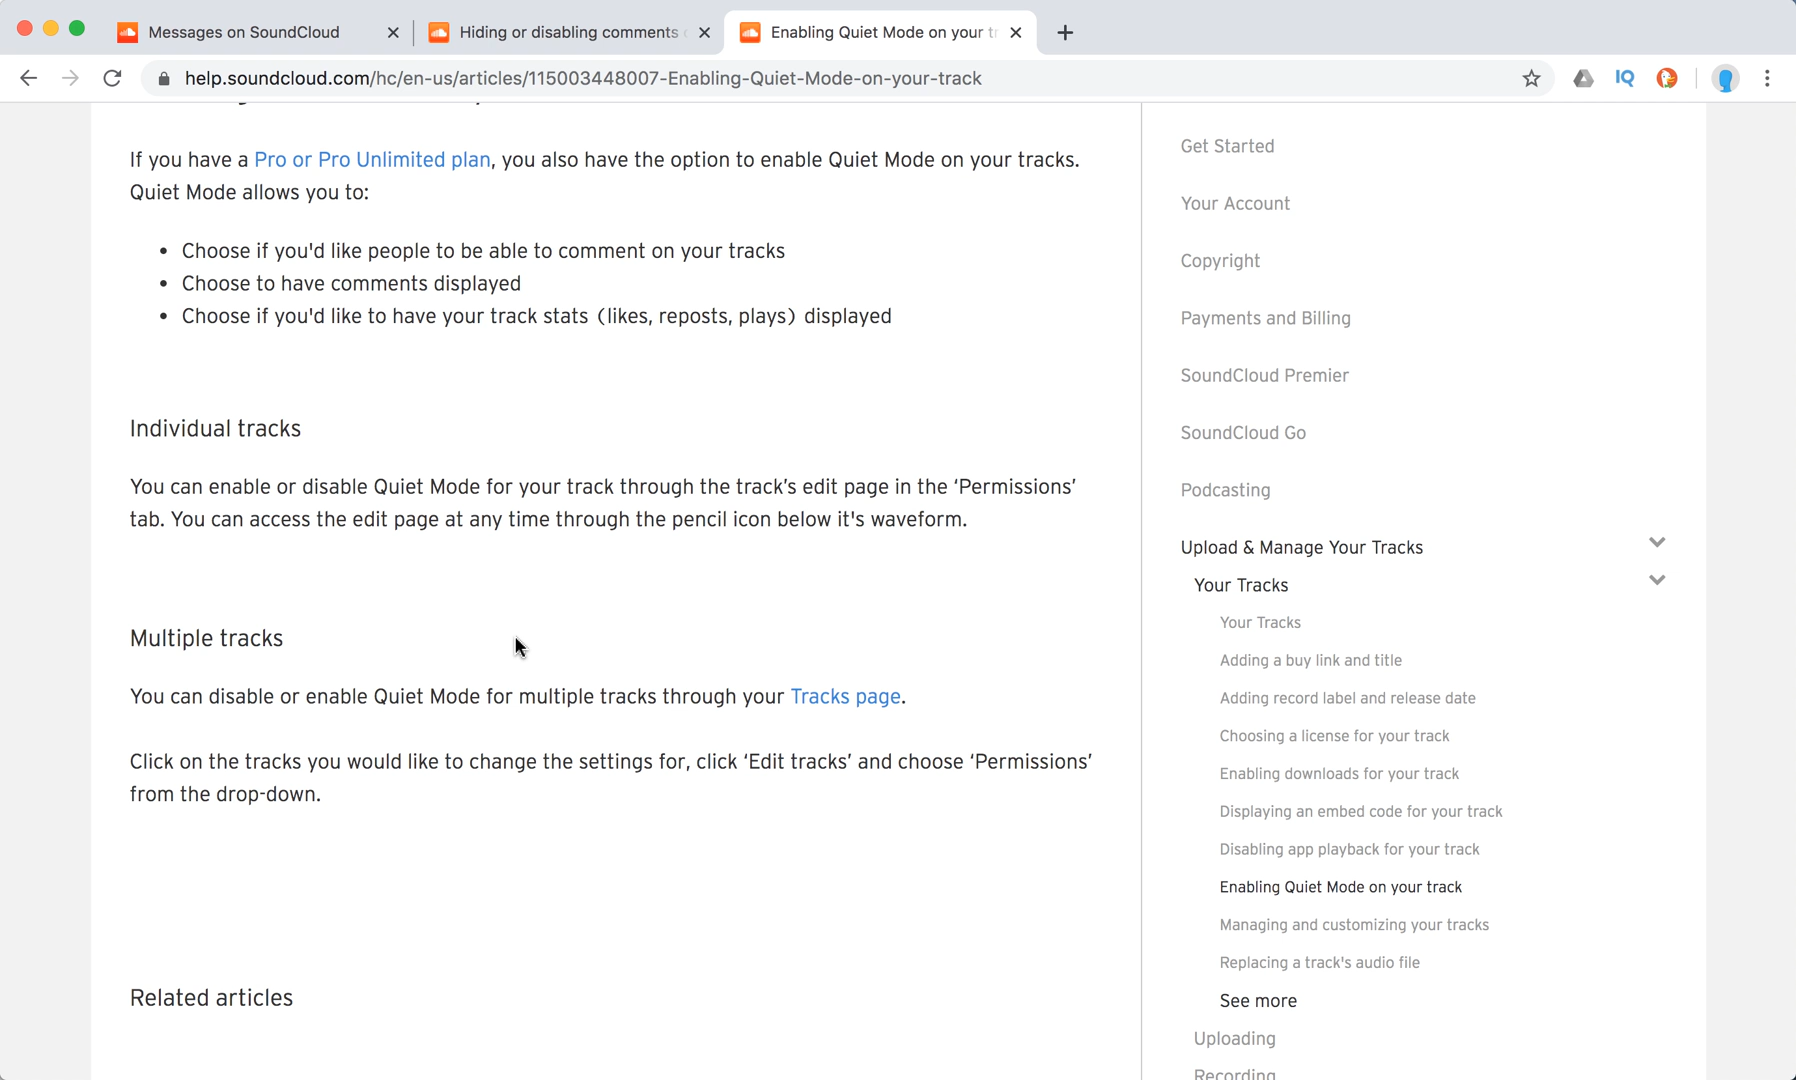 Messages on SoundCloud
Hiding or disabling comments
Enabling Quiet Mode on your tr
help.soundcloud.com/hc/en-us/articles/115003448007-Enabling-Quiet-Mode-on-your-track
IQ
If you have a Pro or Pro Unlimited plan, you also have the option to enable Quiet Mode on your tracks.
Quiet Mode allows you to:
• Choose if you'd like people to be able to comment on your tracks
• Choose to have comments displayed
• Choose if you'd like to have your track stats (likes, reposts, plays) displayed
Individual tracks
You can enable or disable Quiet Mode for your track through the track’s edit page in the ‘Permissions’
tab. You can access the edit page at any time through the pencil icon below it's waveform.
Multiple tracks
You can disable or enable Quiet Mode for multiple tracks through your Tracks page.
Click on the tracks you would like to change the settings for, click ‘Edit tracks’ and choose ‘Permissions’
from the drop-down.
Related articles
Get Started
Your Account
Copyright
Payments and Billing
SoundCloud Premier
SoundCloud Go
Podcasting
Upload & Manage Your Tracks
Your Tracks
Your Tracks
Adding a buy link and title
Adding record label and release date
Choosing a license for your track
Enabling downloads for your track
Displaying an embed code for your track
Disabling app playback for your track
Enabling Quiet Mode on your track
Managing and customizing your tracks
Replacing a track's audio file
See more
Uploading
Recording